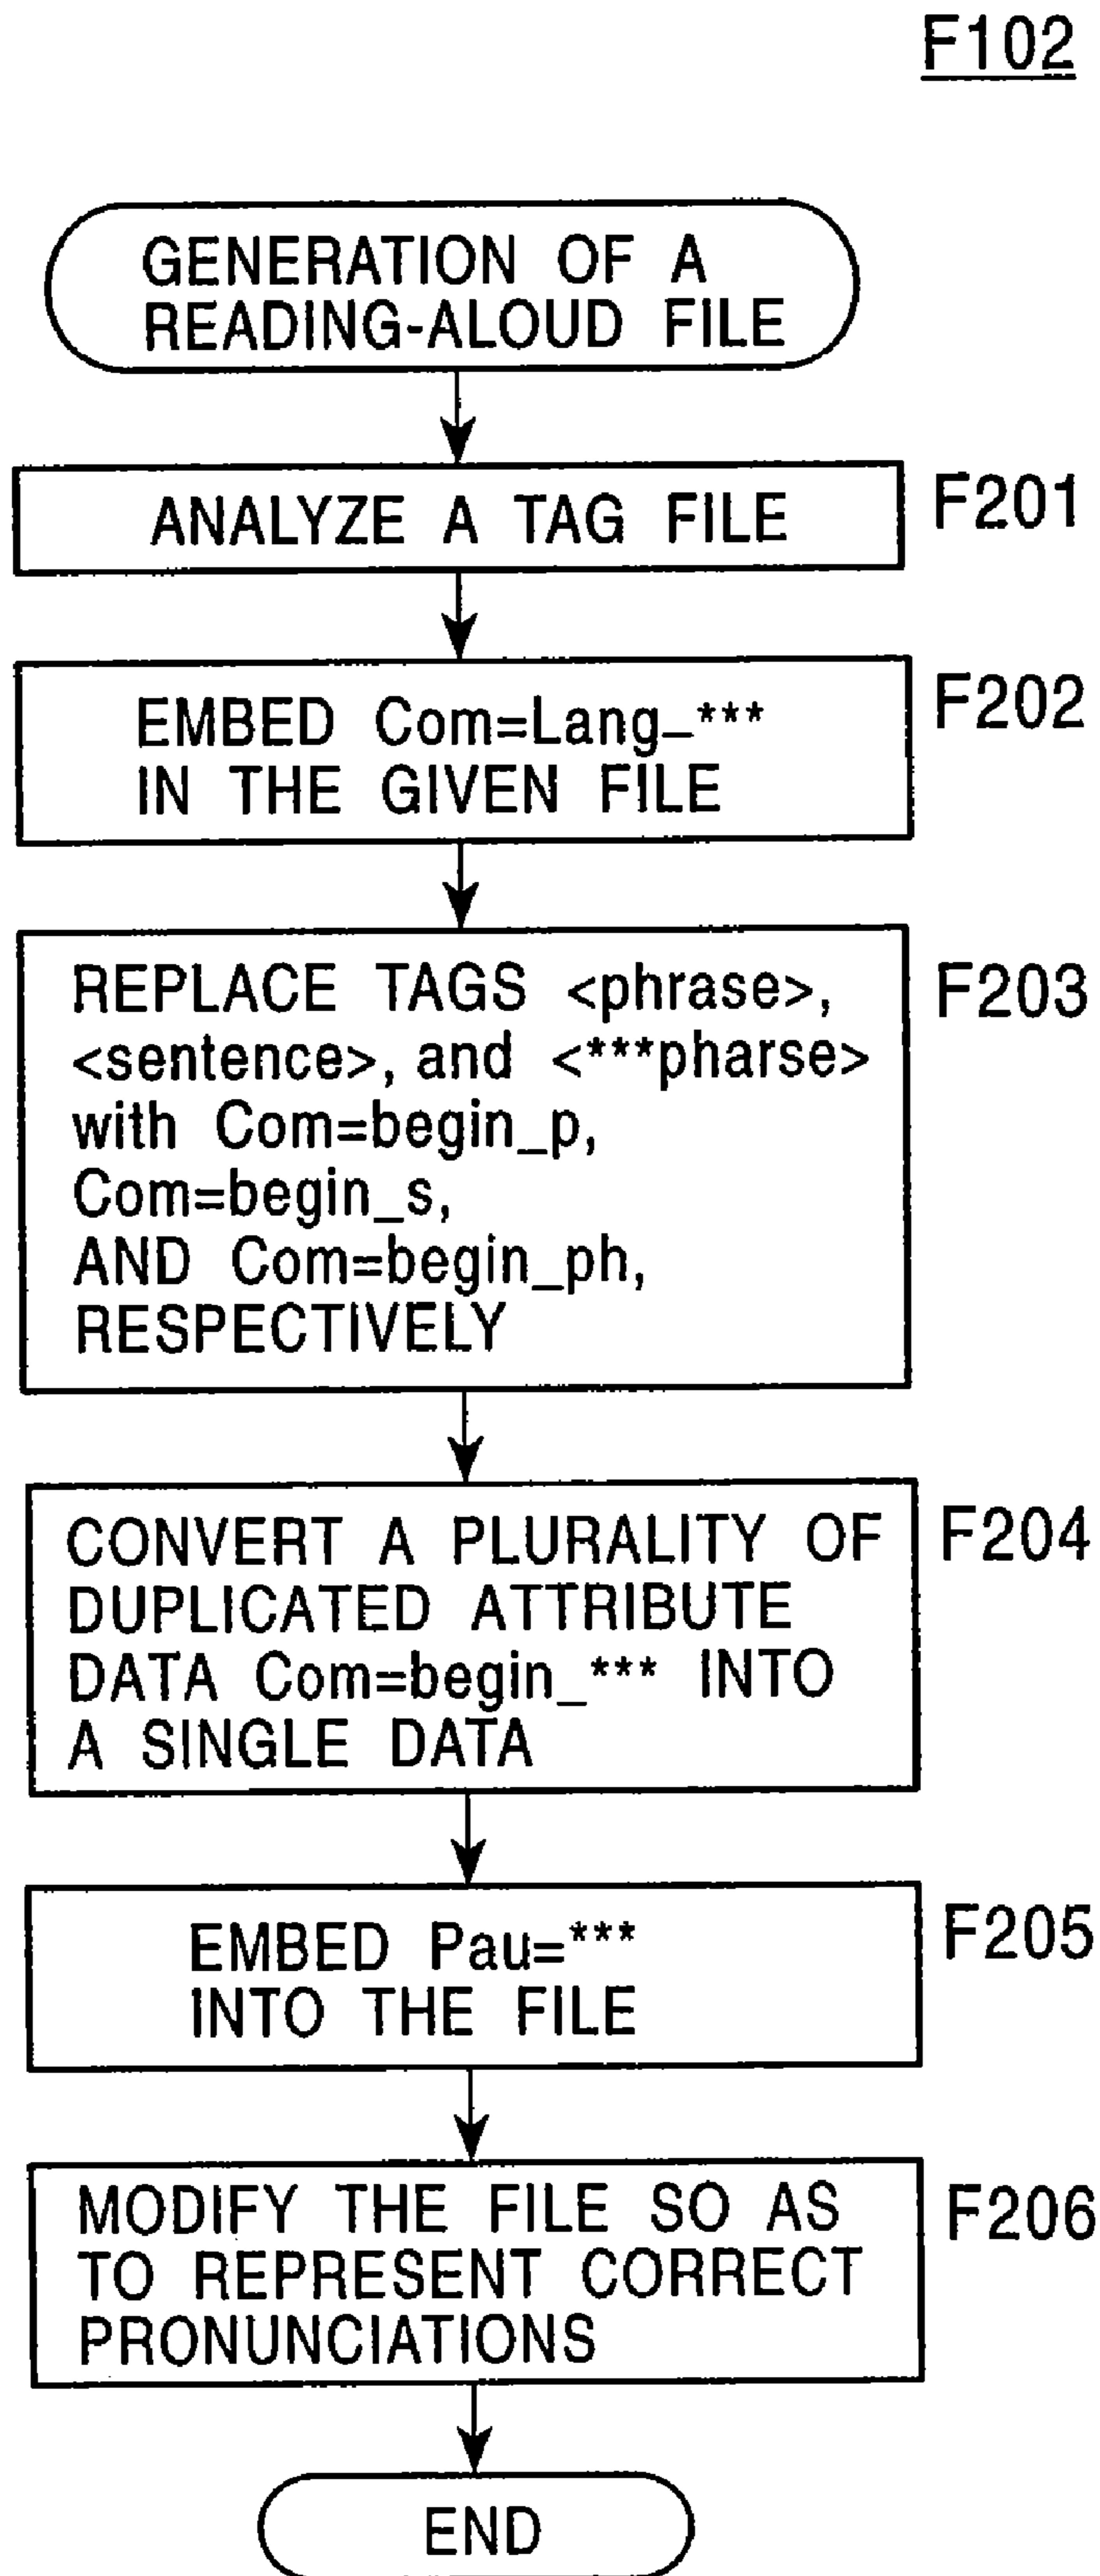 F102
GENERATION OF A
READING-ALOUD FILE
ANALYZE A TAG FILE
F201
EMBED Com=Lang_***
IN THE GIVEN FILE
F202
REPLACE TAGS <phrase>,
<sentence>, and <***pharse>
with Com=begin_p,
Com=begin_s,
AND Com=begin_ph,
RESPECTIVELY
F203
CONVERT A PLURALITY OF
DUPLICATED ATTRIBUTE
DATA Com=begin_*** INTO
A SINGLE DATA
F204
EMBED Pau=***
INTO THE FILE
F205
MODIFY THE FILE SO AS
TO REPRESENT CORRECT
PRONUNCIATIONS
F206
END